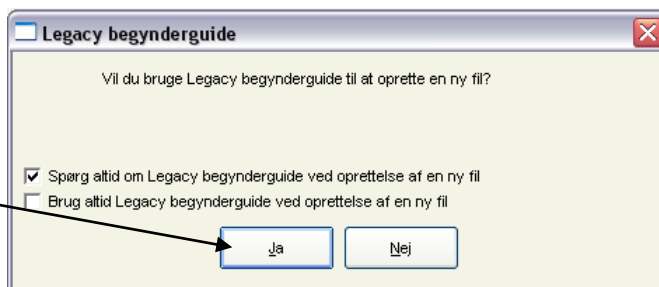 Legacy begynderguide
Vil du bruge Legacy begynderguide til at oprette en ny fil?
Spørg altid om Legacy begynderguide ved oprettelse af en ny fil
Brug altid Legacy begynderguide ved oprettelse af en ny fil
Ja
Nej